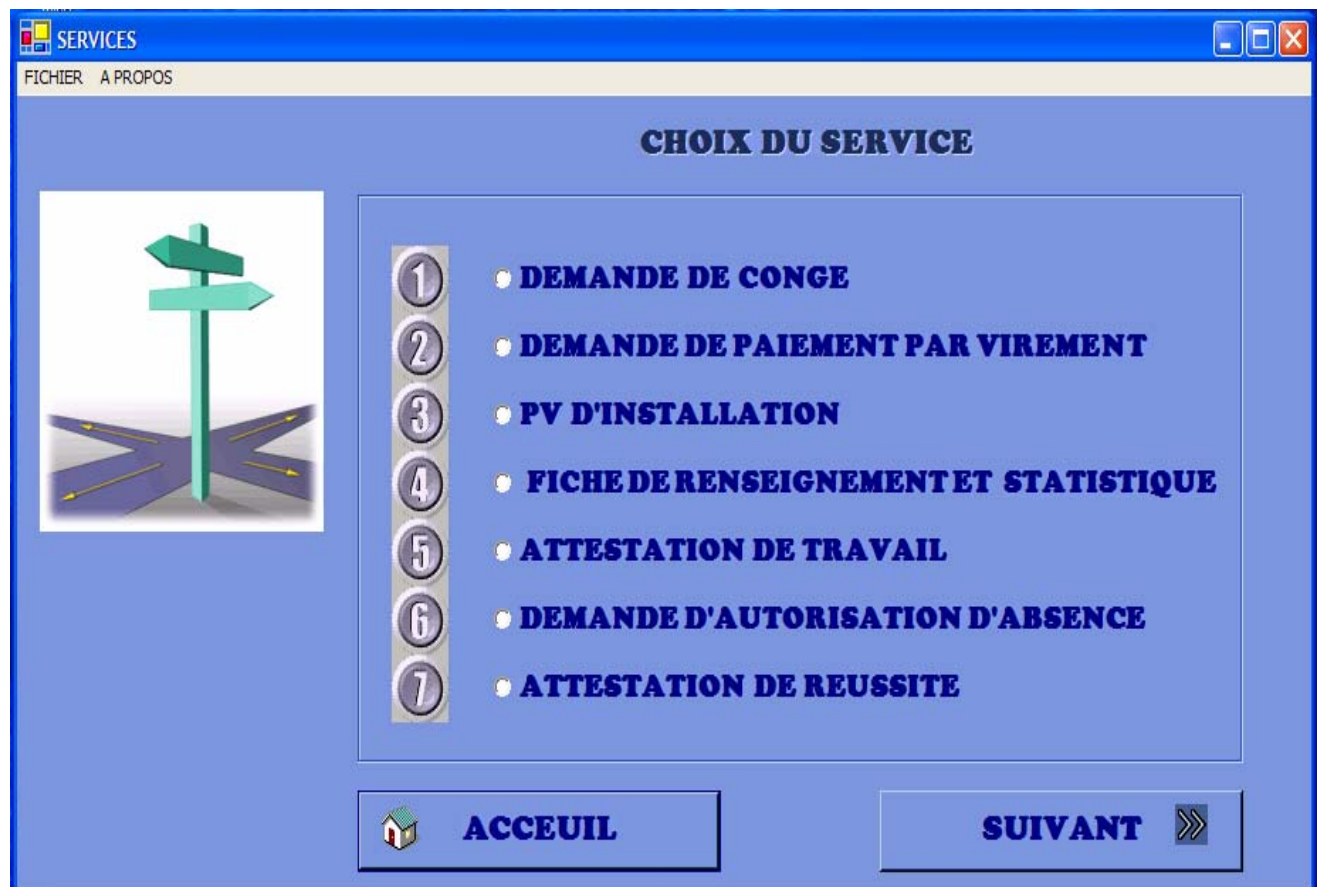 SERVICES
FICHIER A PROPOS
CHOIX DU SERVICE
1 DEMANDE DE CONGE
2 DEMANDE DE PAIEMENT PAR VIREMENT
3 PV D'INSTALLATION
4 FICHE DE RENSEIGNEMENT ET STATISTIQUE
5 ATTESTATION DE TRAVAIL
6 DEMANDE D'AUTORISATION D'ABSENCE
7 ATTESTATION DE REUSSITE
ACCEUIL SUIVANT